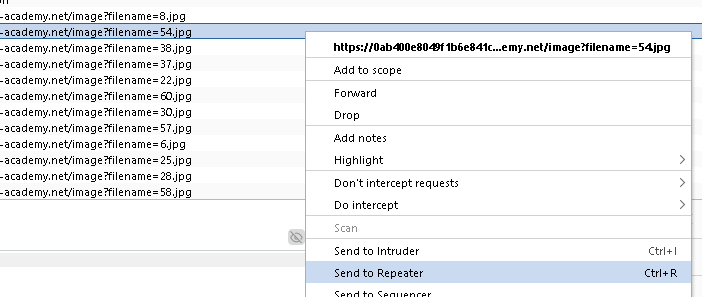 -academy.net/image?filename=8.jpg
-academy.net/image?filename=54.jpg
-academy.net/image?filename=38.jpg
-academy.net/image?filename=37.jpg
-academy.net/image?filename=22.jpg
-academy.net/image?filename=60.jpg
-academy.net/image?filename=30.jpg
-academy.net/image?filename=57.jpg
-academy.net/image?filename=6.jpg
-academy.net/image?filename=25.jpg
-academy.net/image?filename=28.jpg
-academy.net/image?filename=58.jpg
https://0ab400e8049f1b6e841c...emy.net/image?filename=54.jpg
Add to scope
Forward
Drop
Add notes
Highlight
Don't intercept requests
Do intercept
Scan
Send to Intruder Ctrl+I
Send to Repeater Ctrl+R
Send to Sequencer